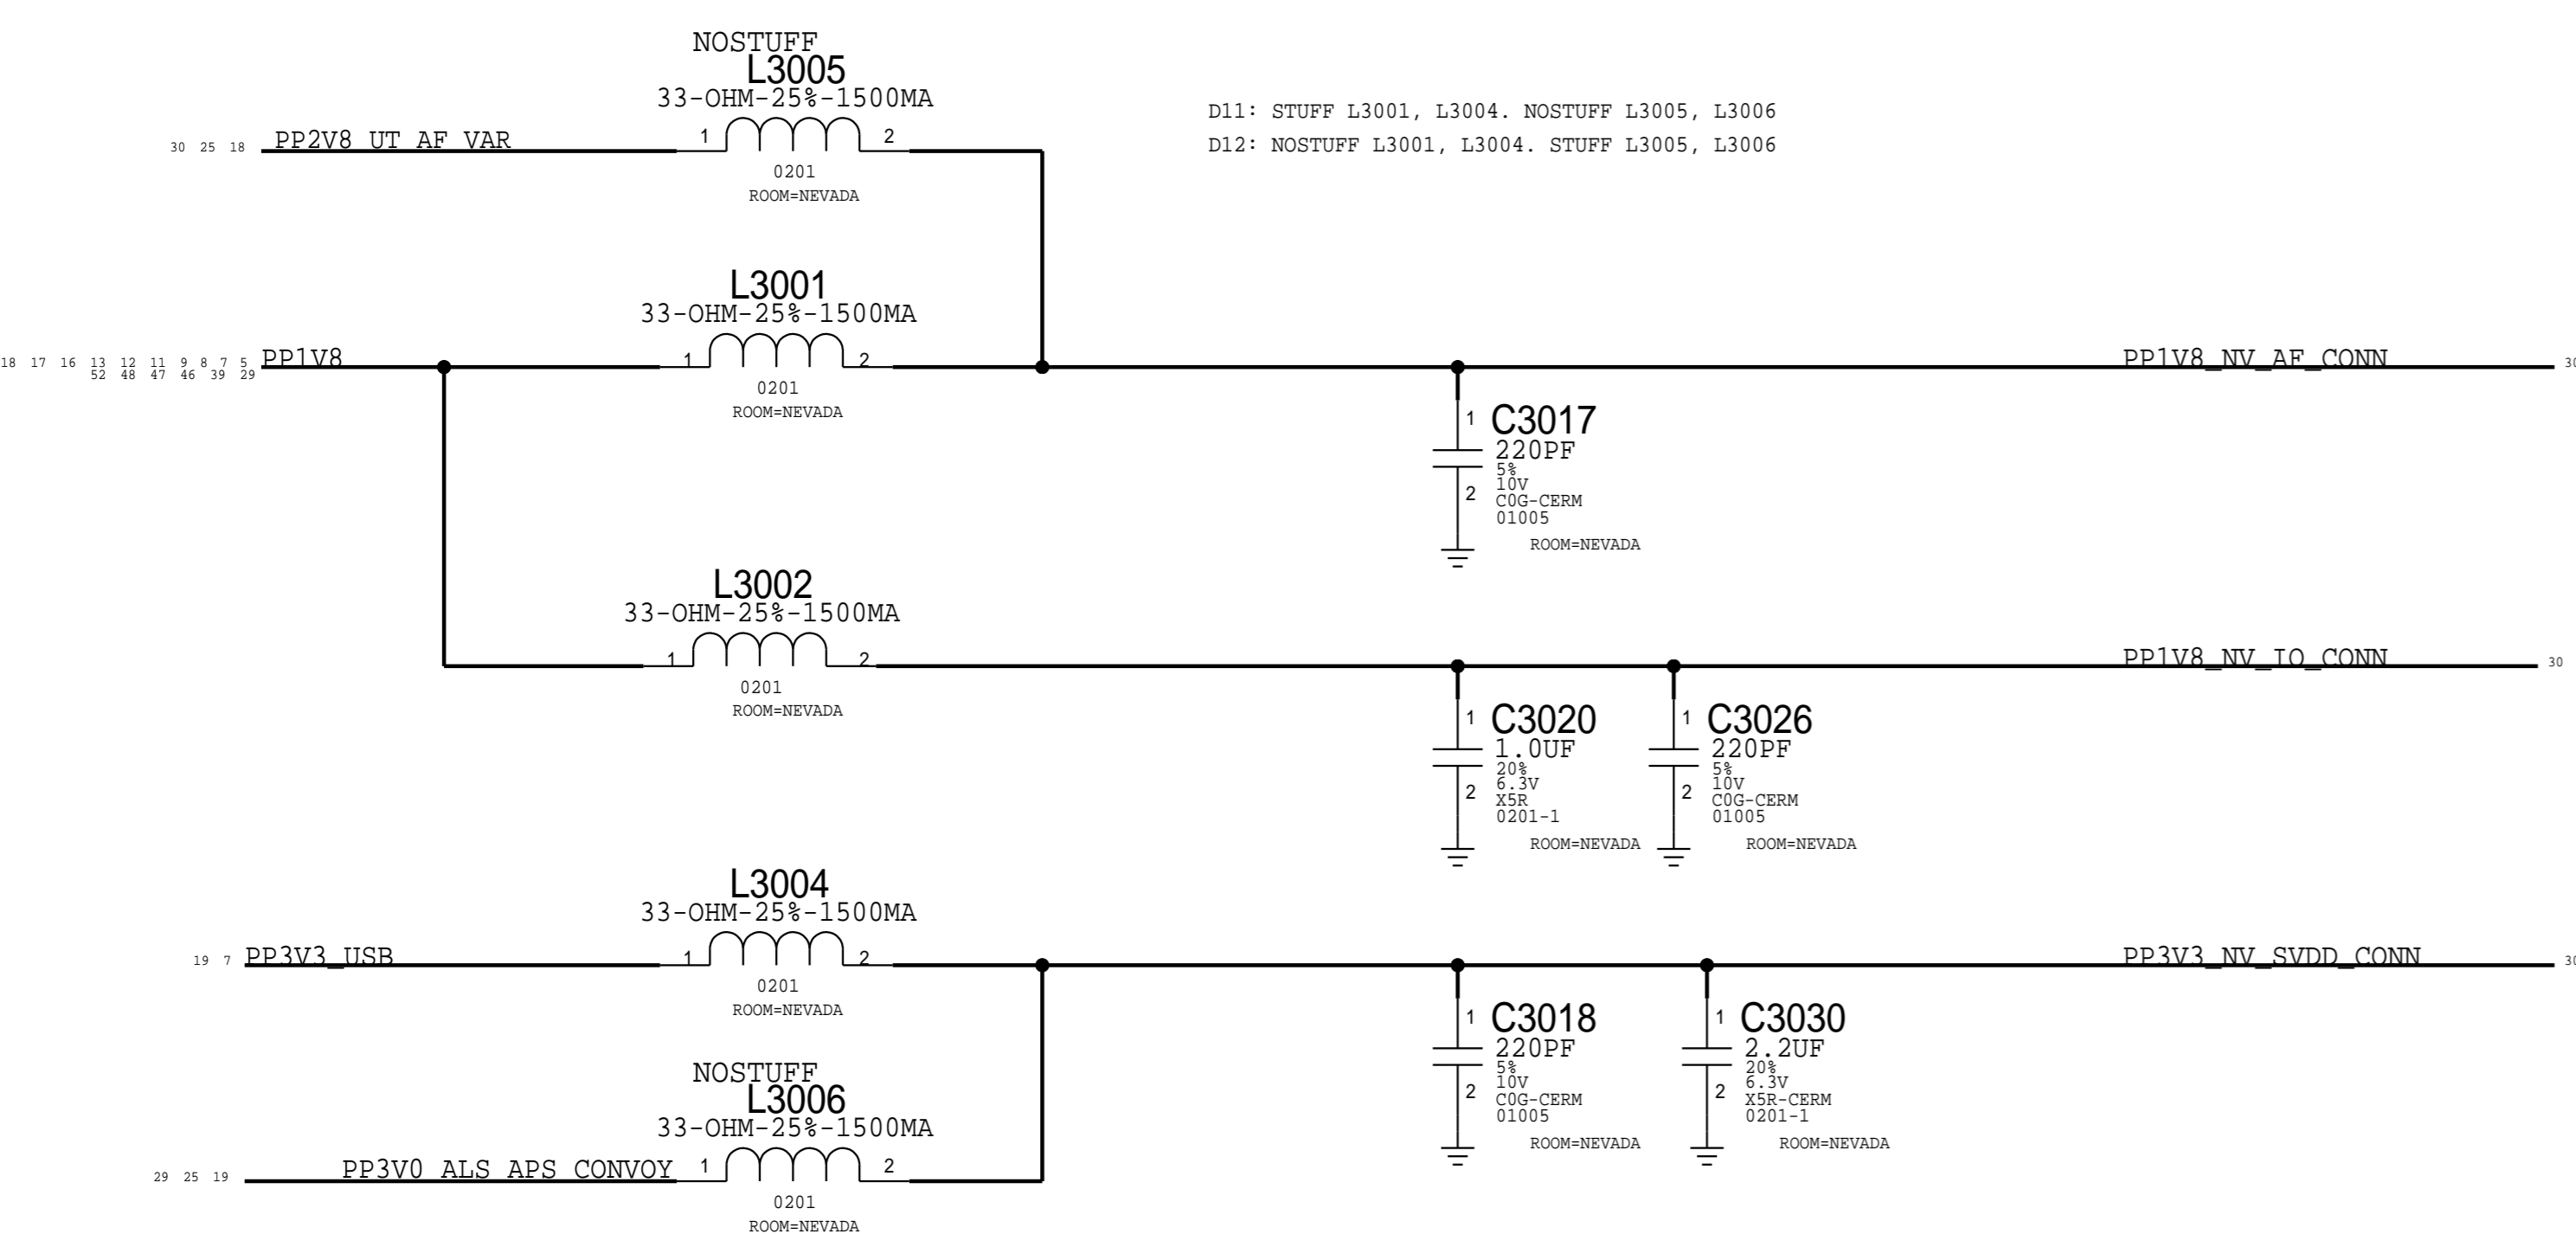 NOSTUFF
L3005
33-OHM-25%-1500MA
30 25 18 PP2V8_UT_AF_VAR 1 2
0201
ROOM=NEVADA
D11: STUFF L3001, L3004. NOSTUFF L3005, L3006
D12: NOSTUFF L3001, L3004. STUFF L3005, L3006
L3001
33-OHM-25%-1500MA
18 17 16 13 12 11 9 8 7 5 PP1V8 1 2 PP1V8_NV_AF_CONN
52 48 47 46 39 29
0201
ROOM=NEVADA
1 C3017
220PF
5%
10V
2 C0G-CERM
01005
ROOM=NEVADA
L3002
33-OHM-25%-1500MA
1 2 PP1V8_NV_IO_CONN 30
0201
ROOM=NEVADA
1 C3020
1.0UF
20%
6.3V
2 X5R
0201-1
ROOM=NEVADA
1 C3026
220PF
5%
10V
2 C0G-CERM
01005
ROOM=NEVADA
L3004
33-OHM-25%-1500MA
19 7 PP3V3_USB 1 2 PP3V3_NV_SVDD_CONN
0201
ROOM=NEVADA
1 C3018
220PF
5%
10V
2 C0G-CERM
01005
ROOM=NEVADA
1 C3030
2.2UF
20%
6.3V
2 X5R-CERM
0201-1
ROOM=NEVADA
NOSTUFF
L3006
33-OHM-25%-1500MA
29 25 19 PP3V0_ALS_APS_CONVOY 1 2
0201
ROOM=NEVADA